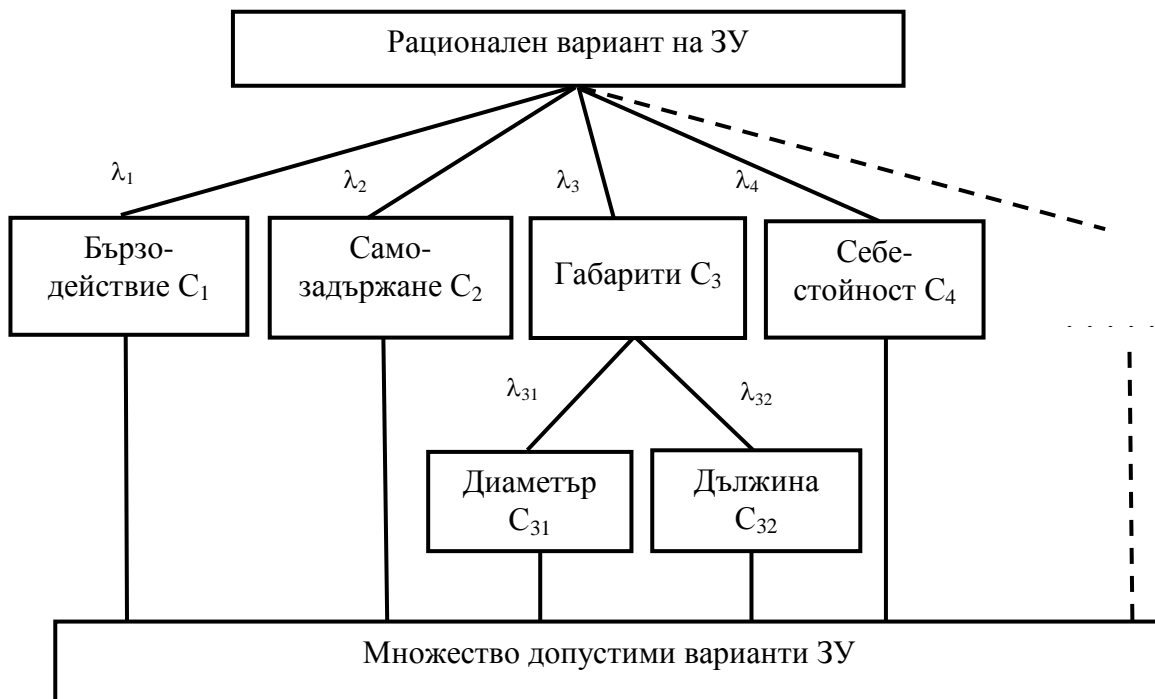 Рационален вариант на ЗУ
λ₁
λ₂
λ₃
λ₄
Бързо-
действие C₁
Само-
задържане C₂
Габарити C₃
Себе-
стойност C₄
. . . . .
λ₃₁
λ₃₂
Диаметър
C₃₁
Дължина
C₃₂
Множество допустими варианти ЗУ